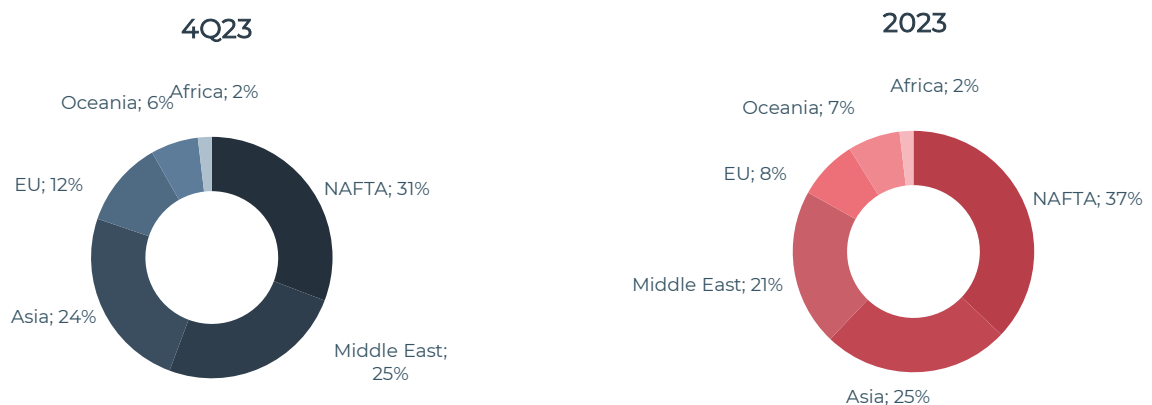 4Q23
Africa; 2%
Oceania; 6%
EU; 12%
NAFTA; 31%
Asia; 24%
Middle East;
25%
2023
Africa; 2%
Oceania; 7%
EU; 8%
NAFTA; 37%
Middle East; 21%
Asia; 25%